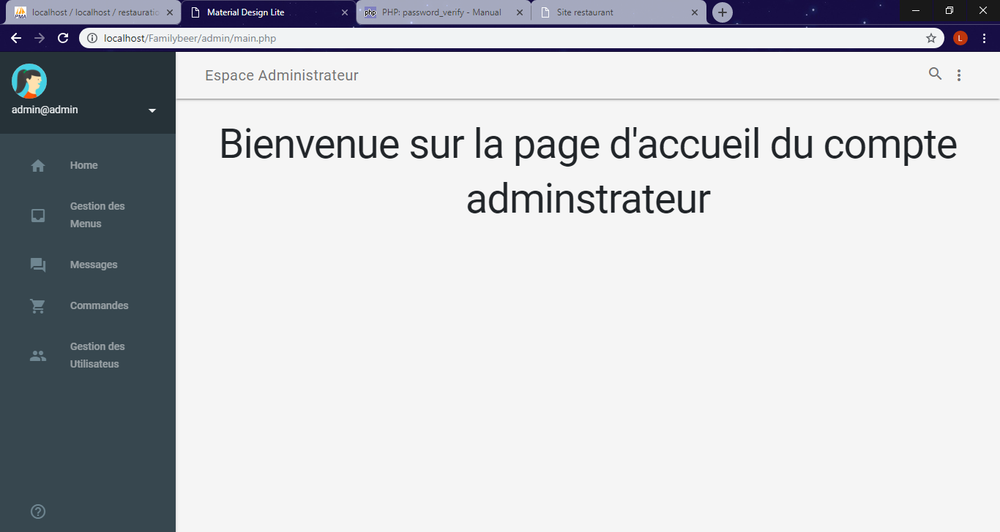 localhost / localhost / restauratio
Material Design Lite
php PHP: password_verify - Manual
Site restaurant
localhost/Familybeer/admin/main.php
L
admin@admin
Espace Administrateur
Bienvenue sur la page d'accueil du compte
adminstrateur
Home
Gestion des
Menus
Messages
Commandes
Gestion des
Utilisateus